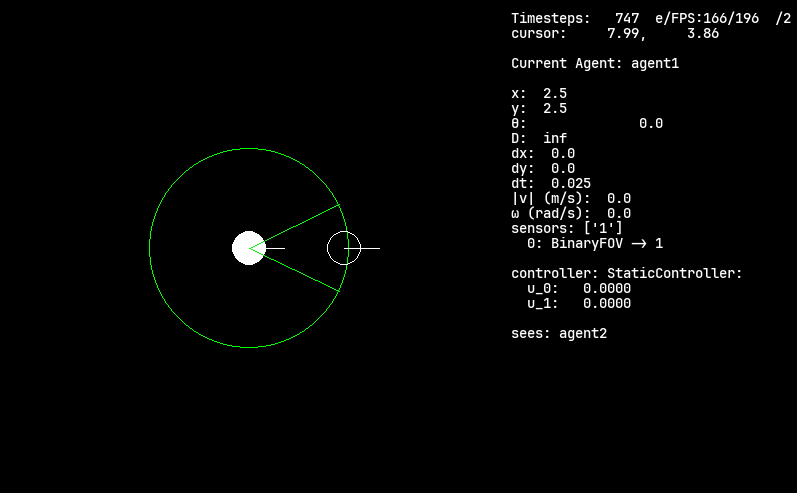 Timesteps:   747  e/FPS:166/196  /2
cursor:     7.99,     3.86
Current Agent: agent1
x:  2.5
y:  2.5
θ:              0.0
D:  inf
dx:  0.0
dy:  0.0
dt:  0.025
|v| (m/s):  0.0
ω (rad/s):  0.0
sensors: ['1']
  0: BinaryFOV -> 1
controller: StaticController:
  u_0:   0.0000
  u_1:   0.0000
sees: agent2